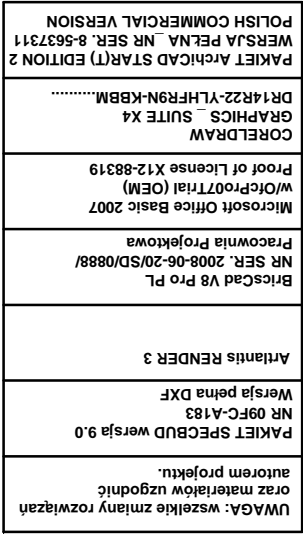 UWAGA: wszelkie zmiany rozwiązań
oraz materiałów uzgodnić
autorem projektu.
PAKIET SPECBUD wersja 9.0
NR 09FC-A183
Wersja pełna DXF
Artlantis RENDER 3
BricsCad V8 Pro PL
NR SER. 2008-06-20/SD/0888/
Pracownia Projektowa
Microsoft Office Basic 2007
w/OfcPro07Trial (OEM)
Proof of License X12-88319
CORELDRAW
GRAPHICS _ SUITE X4
DR14R22-YLHFR9N-KBBM..........
PAKIET ArchiCAD STAR(T) EDITION 2
WERSJA PEŁNA _NR SER. 8-5637311
POLISH COMMERCIAL VERSION